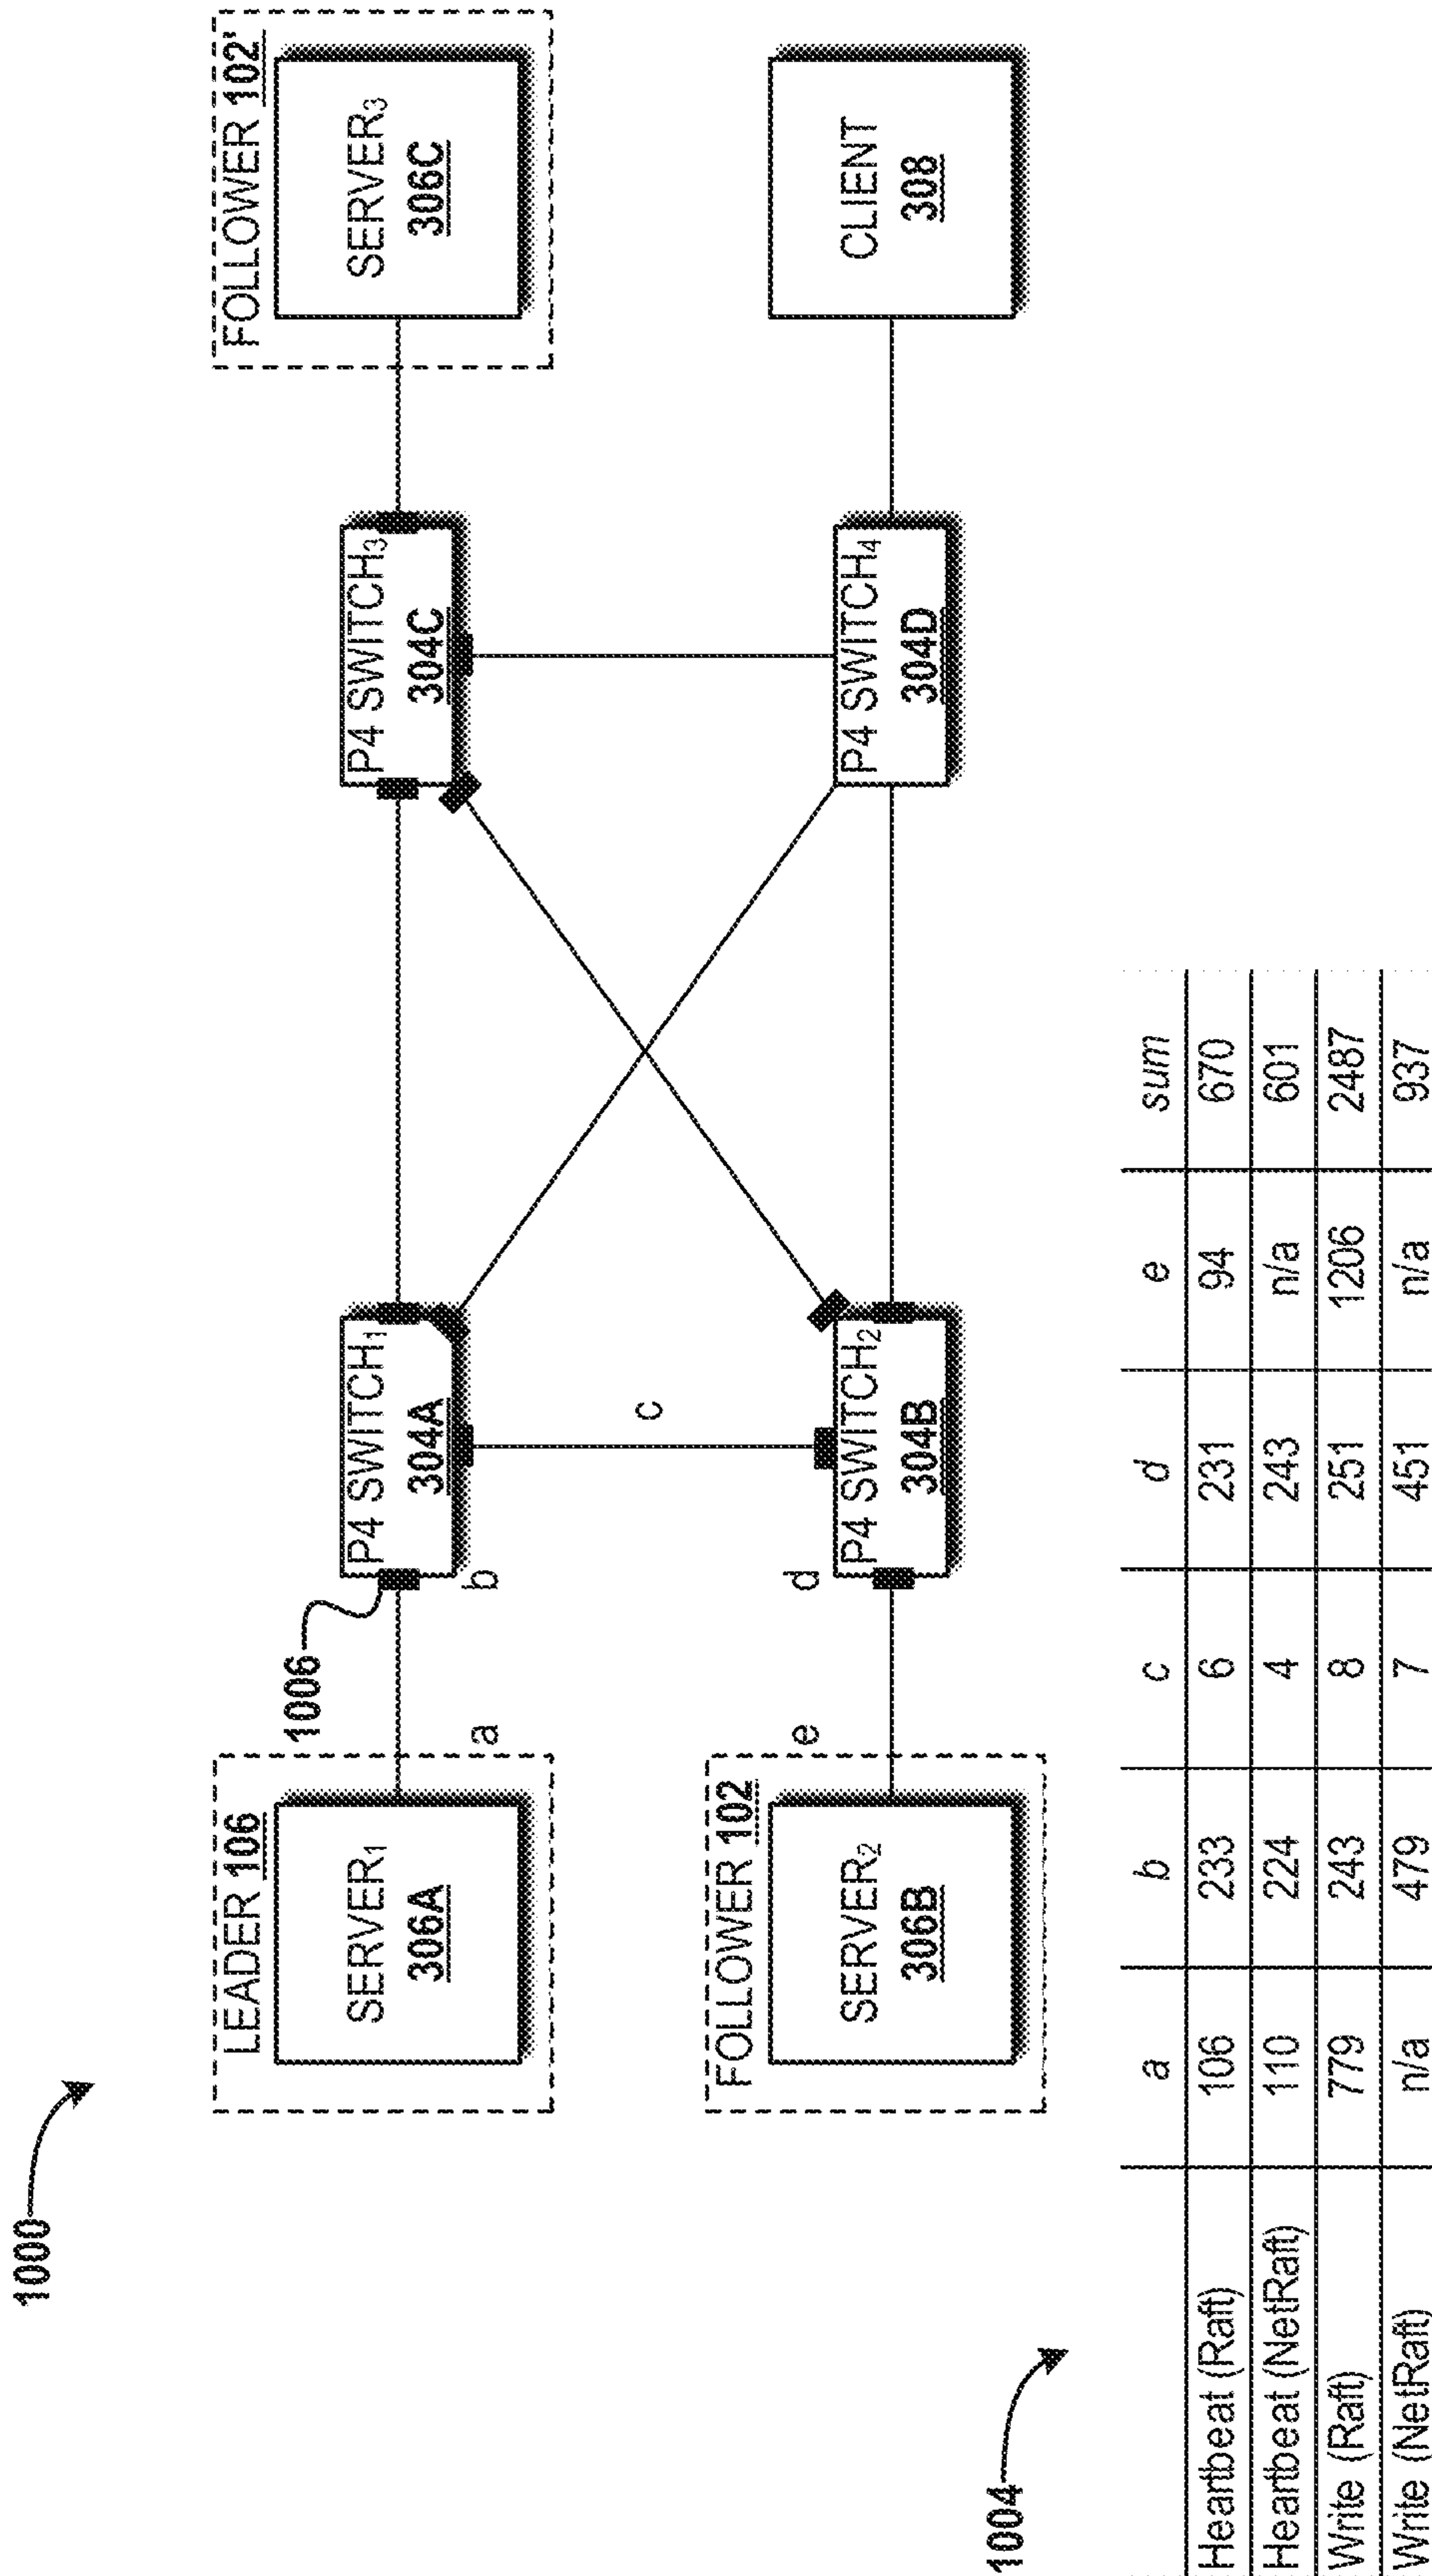 1000
LEADER 106
SERVER1
306A
a
1006
b
P4 SWITCH1
304A
P4 SWITCH3
304C
FOLLOWER 102'
SERVER3
306C
c
FOLLOWER 102
SERVER2
306B
e
d
P4 SWITCH2
304B
P4 SWITCH4
304D
CLIENT
308
1004
a b c d e sum
Heartbeat (Raft) 106 233 6 231 94 670
Heartbeat (NetRaft) 110 224 4 243 n/a 601
Write (Raft) 779 243 8 251 1206 2487
Write (NetRaft) n/a 479 7 451 n/a 937